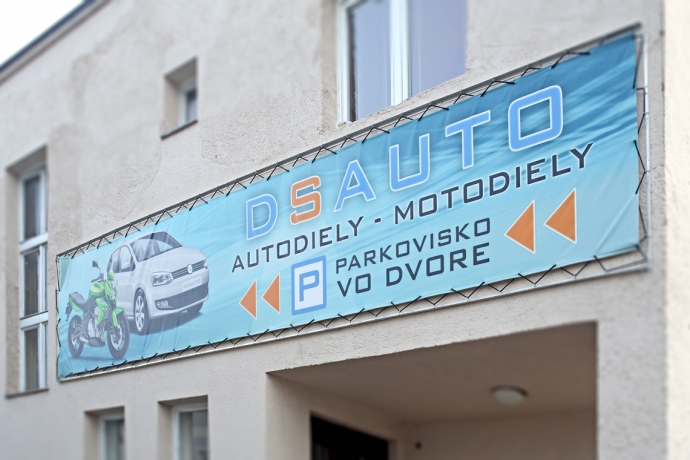 DSAUTO
AUTODIELY - MOTODIELY
P PARKOVISKO
VO DVORE